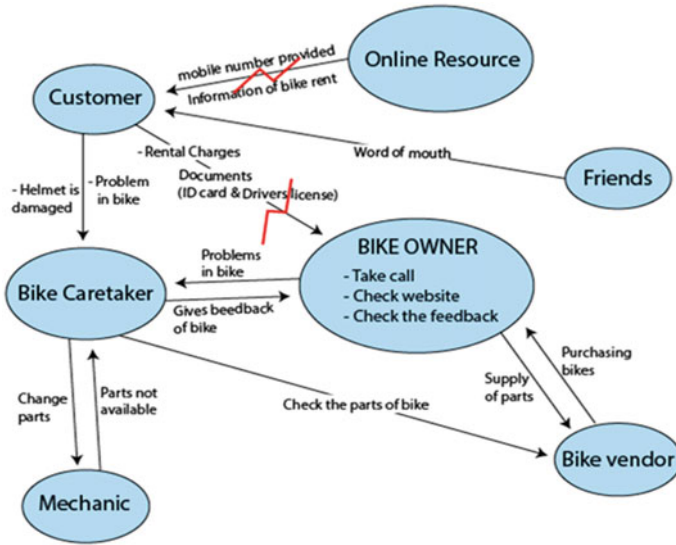 Online Resource
mobile number provided
Information of bike rent
Customer
- Rental Charges
Word of mouth
Documents
(ID card & Drivers license)
Friends
- Helmet is
damaged
- Problem
in bike
BIKE OWNER
- Take call
- Check website
- Check the feedback
Problems
in bike
Bike Caretaker
Gives beedback
of bike
Purchasing
bikes
Supply
of parts
Change
parts
Parts not
available
Check the parts of bike
Bike vendor
Mechanic